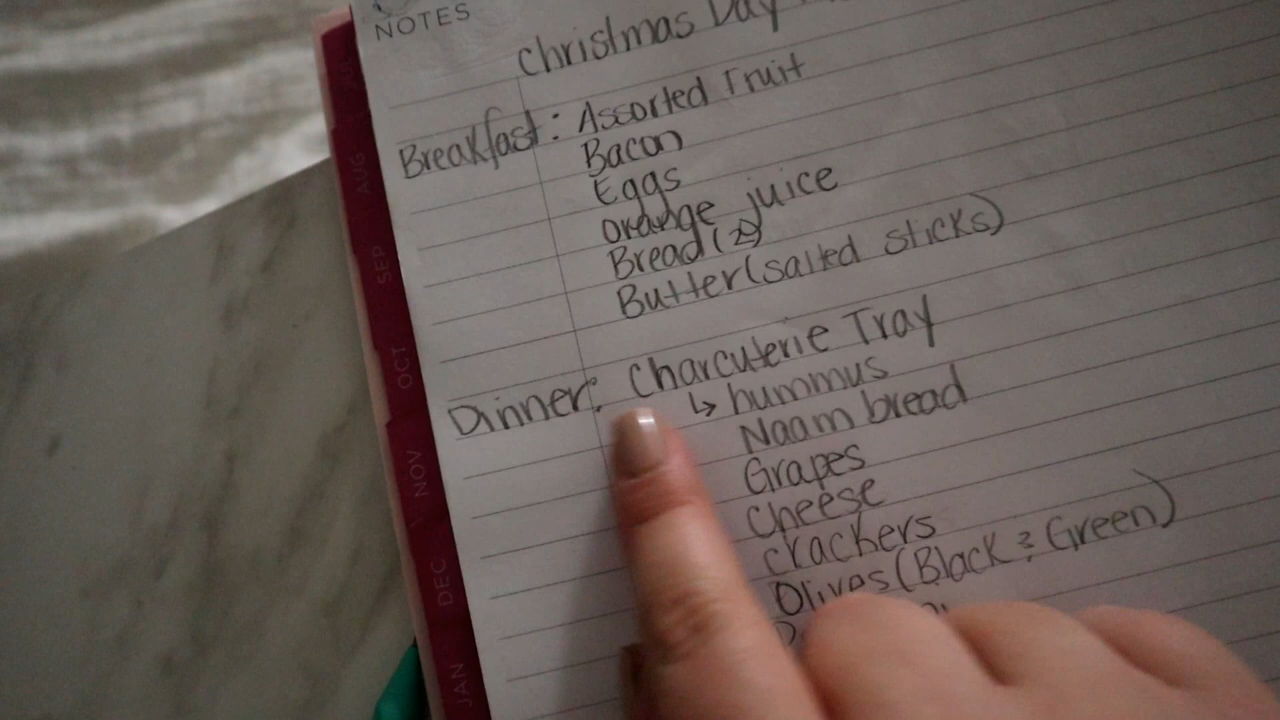 NOTES
Christmas Day
Breakfast: Assorted Fruit
Bacon
Eggs
orange juice
Bread (2)
Butter (salted sticks)
Dinner: Charcuterie Tray
↳ hummus
Naam bread
Grapes
Cheese
crackers
Olives (Black & Green)
AUG
SEP
OCT
NOV
DEC
JAN